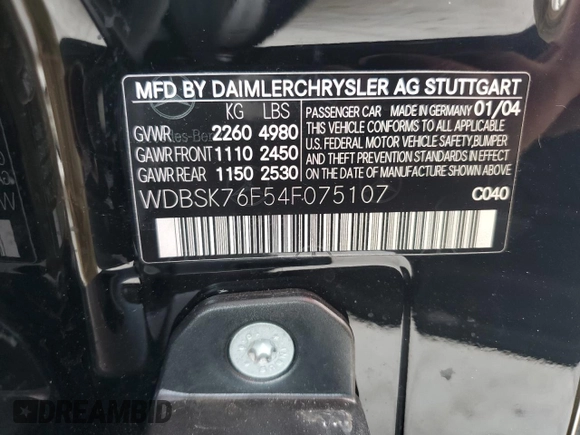 MFD BY DAIMLERCHRYSLER AG STUTTGART
KG LBS
GVWR 2260 4980
GAWR FRONT 1110 2450
GAWR REAR 1150 2530
PASSENGER CAR MADE IN GERMANY 01/04
THIS VEHICLE CONFORMS TO ALL APPLICABLE
U.S. FEDERAL MOTOR VEHICLE SAFETY, BUMPER
AND THEFT PREVENTION STANDARDS IN EFFECT
ON THE DATE OF MANUFACTURE SHOWN ABOVE
WDBSK76F54F075107
C040
DREAMBID